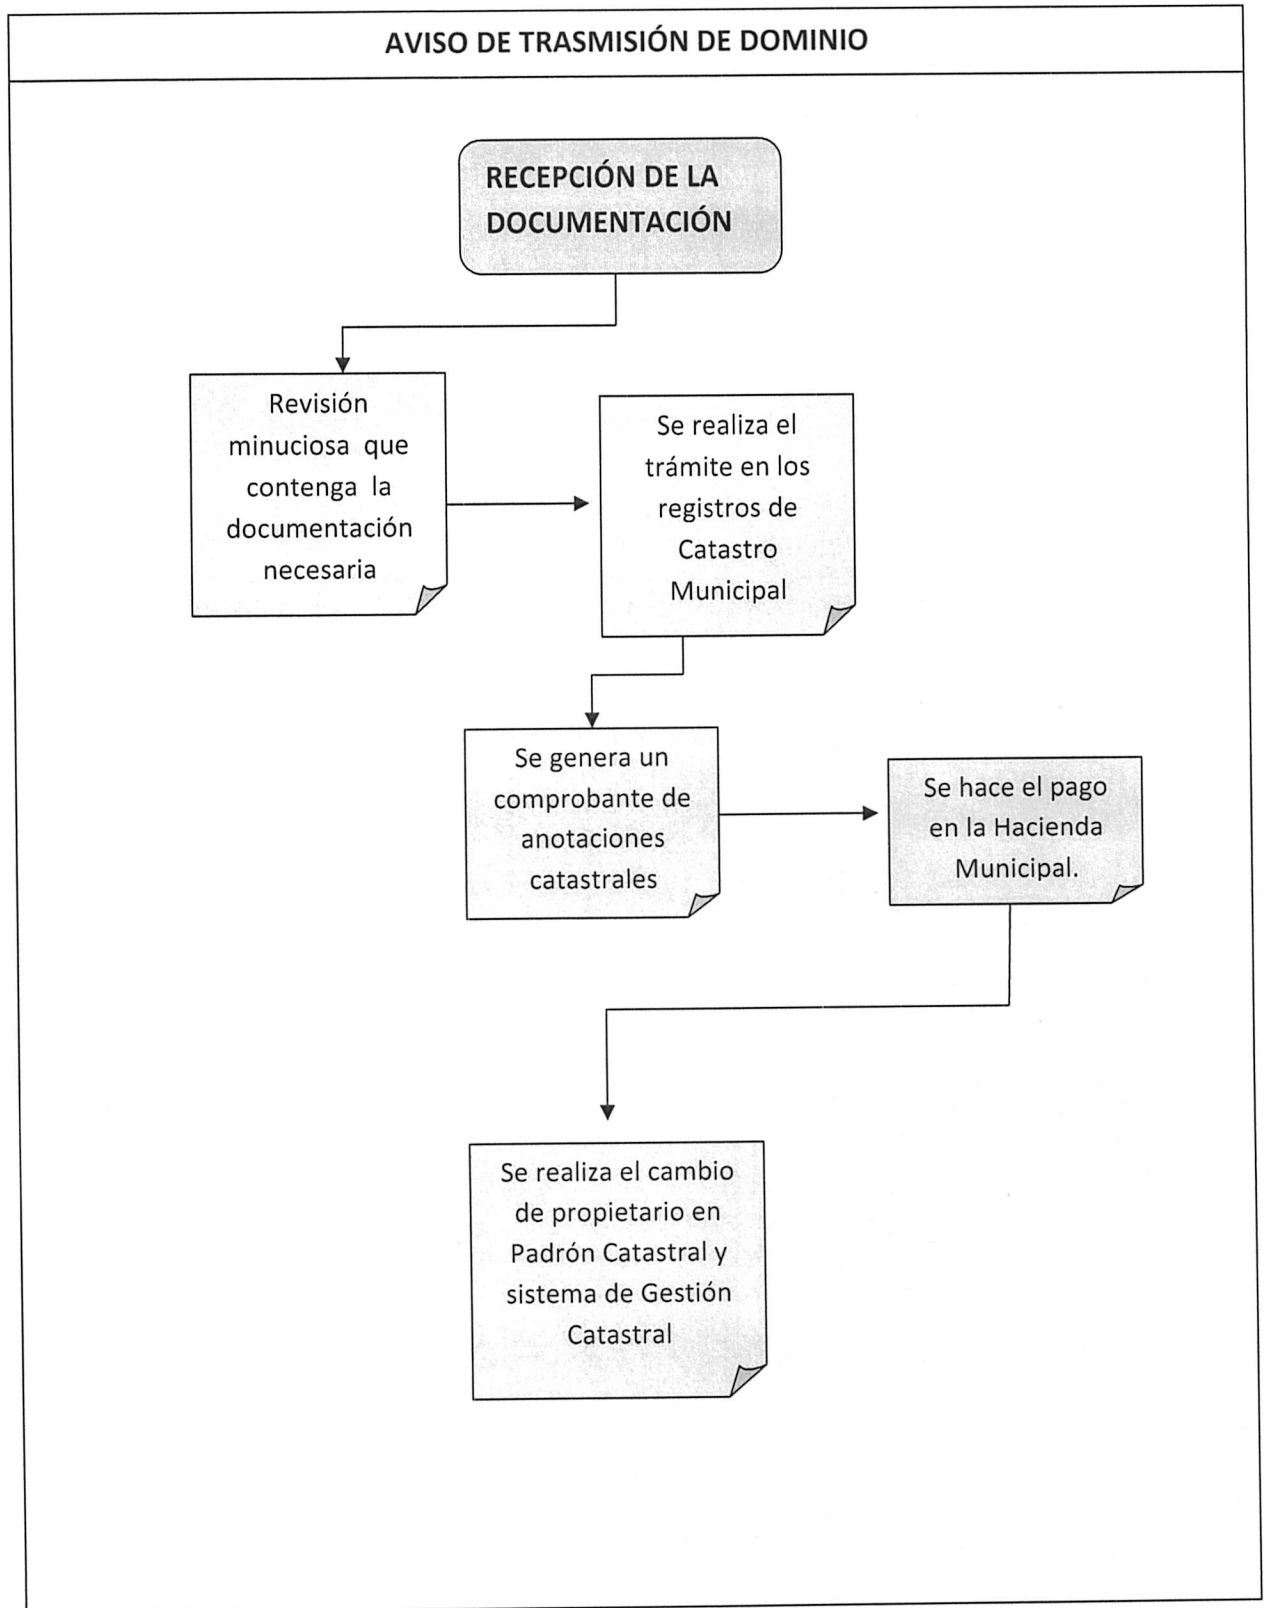 AVISO DE TRASMISIÓN DE DOMINIO
RECEPCIÓN DE LA
DOCUMENTACIÓN
Revisión
minuciosa que
contenga la
documentación
necesaria
Se realiza el
trámite en los
registros de
Catastro
Municipal
Se genera un
comprobante de
anotaciones
catastrales
Se hace el pago
en la Hacienda
Municipal.
Se realiza el cambio
de propietario en
Padrón Catastral y
sistema de Gestión
Catastral